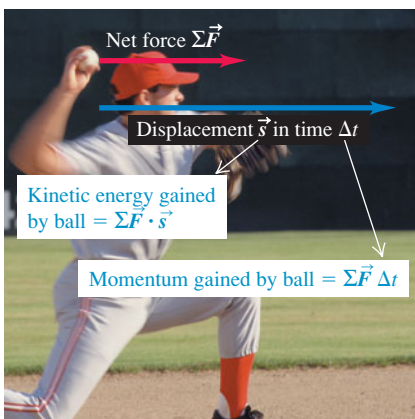 Net force ΣF⃗
Displacement s⃗ in time Δt
Kinetic energy gained
by ball = ΣF⃗ · s⃗
Momentum gained by ball = ΣF⃗ Δt